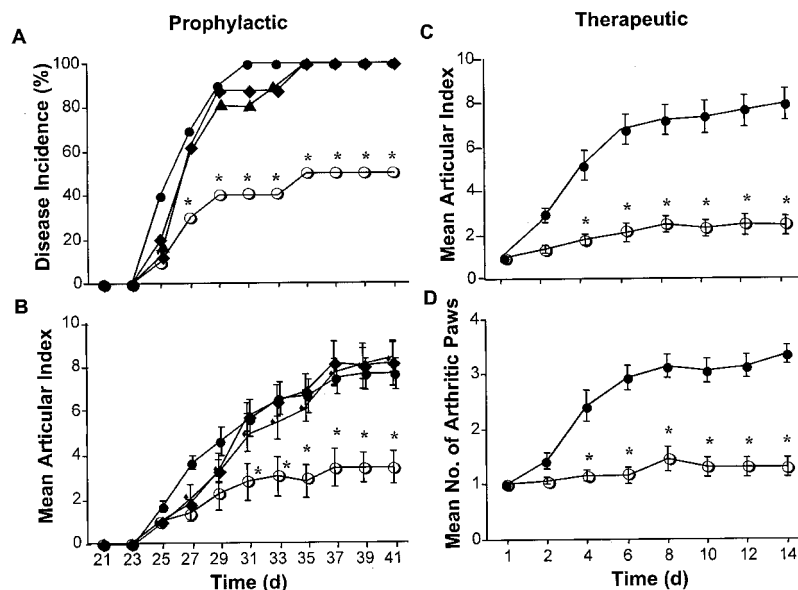 Prophylactic
Therapeutic
A
Disease Incidence (%)
100
80
60
40
20
0
* * * * * * * *
B
Mean Articular Index
10
8
6
4
2
0
* * * * * *
21 23 25 27 29 31 33 35 37 39 41
Time (d)
C
Mean Articular Index
8
6
4
2
0
* * * * * *
D
Mean No. of Arthritic Paws
4
3
2
1
0
* * * * * *
1 2 4 6 8 10 12 14
Time (d)